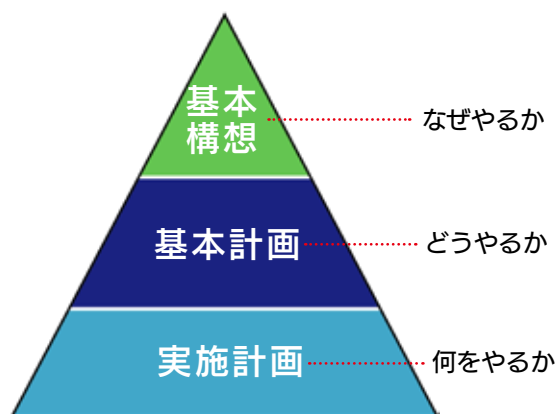 基本
構想
なぜやるか
基本計画
どうやるか
実施計画
何をやるか